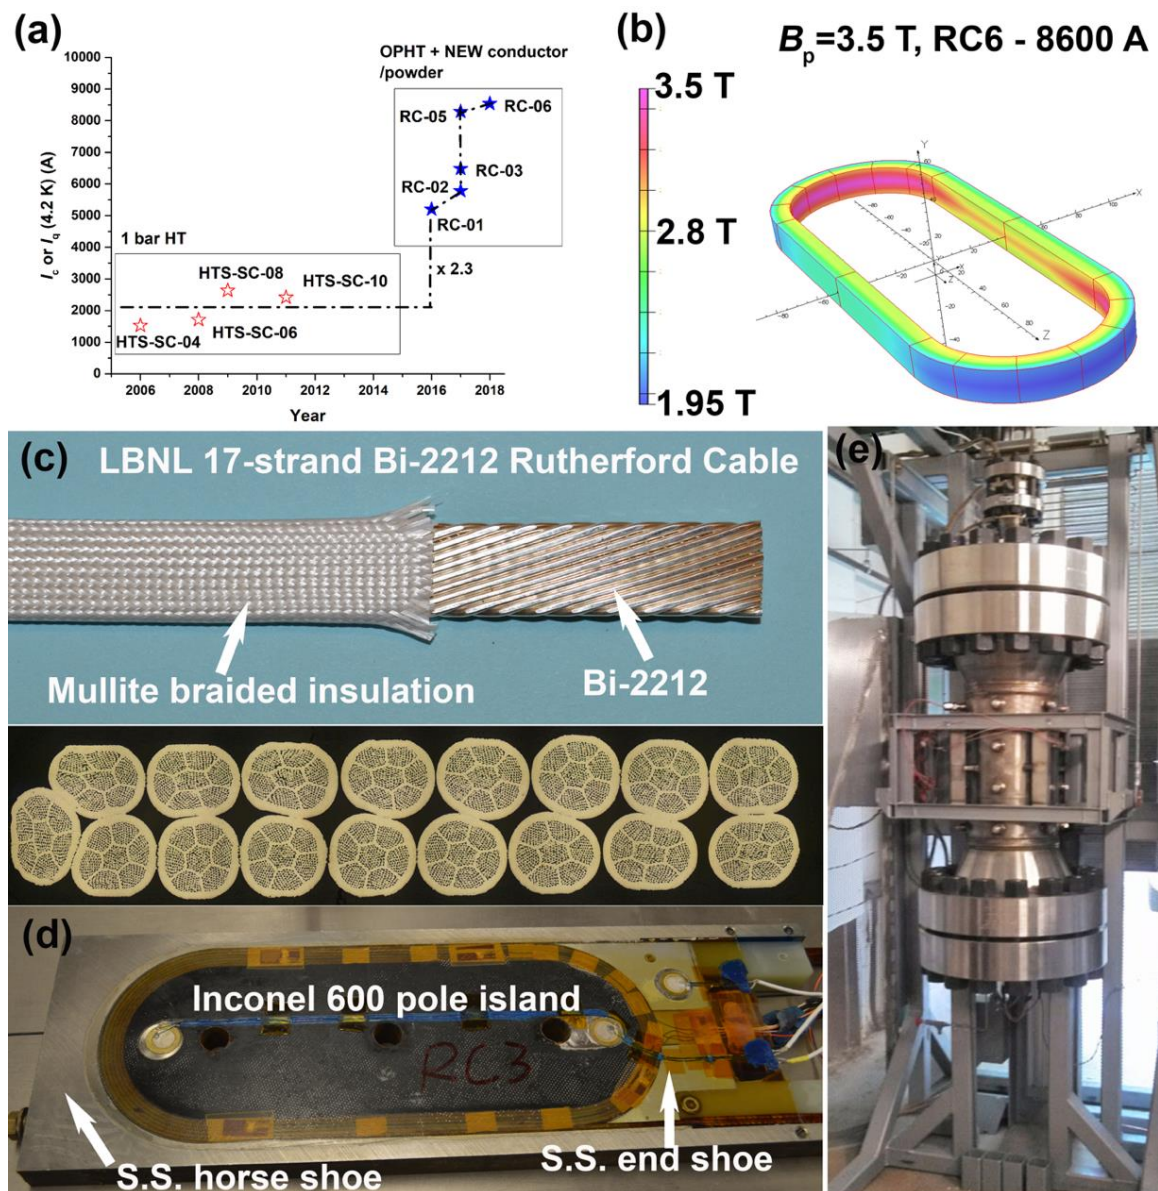 (a)
OPHT + NEW conductor
/powder
10000
9000
8000
7000
6000
5000
4000
3000
2000
1000
0
Ic or Iq (4.2 K) (A)
RC-05
RC-06
RC-03
RC-02
RC-01
1 bar HT
x 2.3
HTS-SC-08
HTS-SC-10
HTS-SC-06
HTS-SC-04
2006 2008 2010 2012 2014 2016 2018
Year
(b)
Bp=3.5 T, RC6 - 8600 A
3.5 T
2.8 T
1.95 T
Y
X
Z
(c)
LBNL 17-strand Bi-2212 Rutherford Cable
Mullite braided insulation
Bi-2212
(d)
Inconel 600 pole island
RC3
S.S. horse shoe
S.S. end shoe
(e)